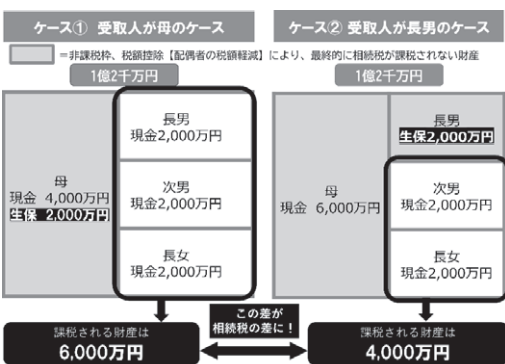 ケース① 受取人が母のケース
ケース② 受取人が長男のケース
＝非課税枠、税額控除【配偶者の税額軽減】により、最終的に相続税が課税されない財産
1億2千万円
1億2千万円
母
現金 4,000万円
生保 2,000万円
長男
現金2,000万円
次男
現金2,000万円
長女
現金2,000万円
母
現金 6,000万円
長男
生保2,000万円
次男
現金2,000万円
長女
現金2,000万円
課税される財産は
6,000万円
この差が
相続税の差に！
課税される財産は
4,000万円